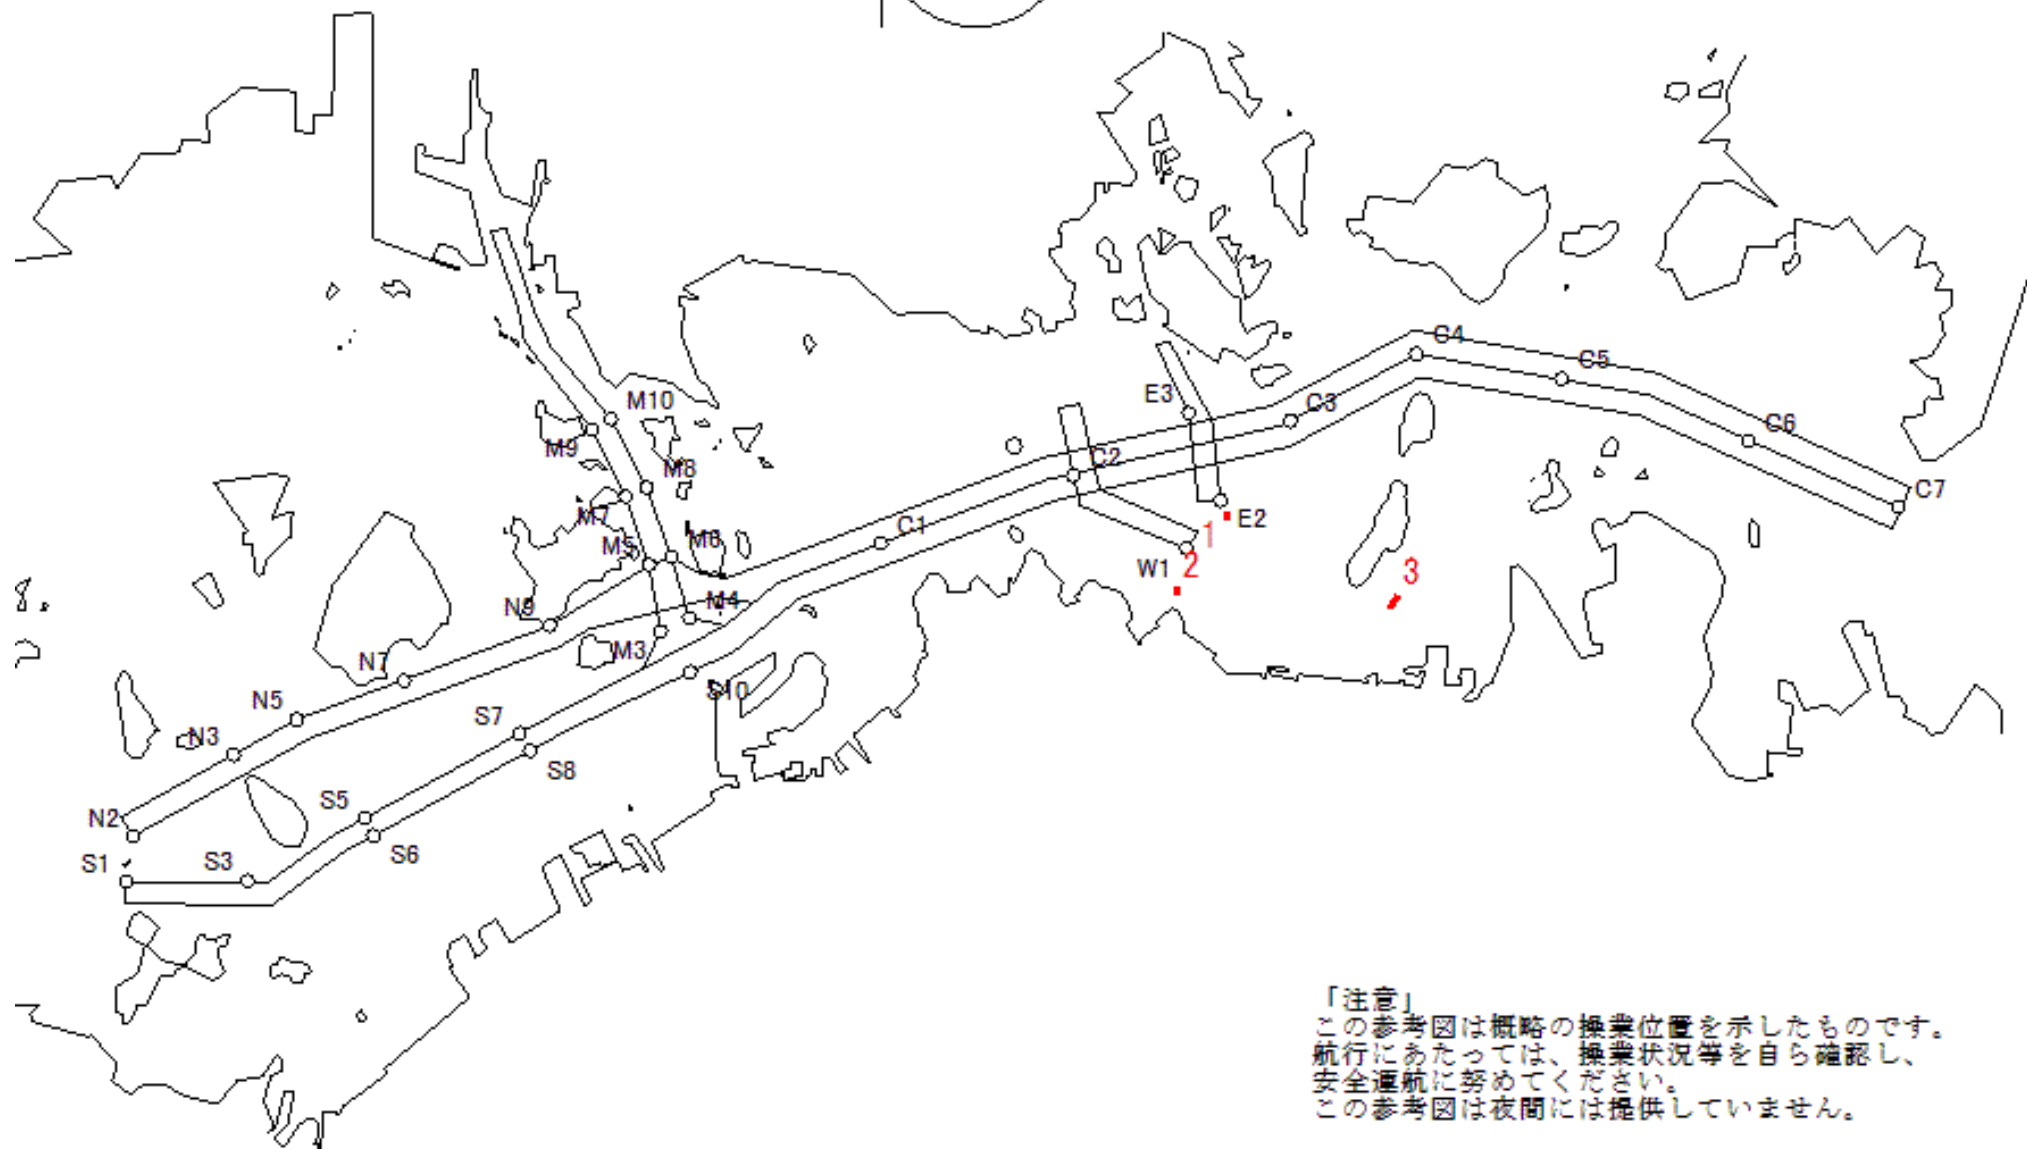 C4
C5
M10
E3
C3
C6
M9
M8
C2
C7
M7
C1
E2
M5
M6
1
W1
2
3
N9
M4
M3
N7
S10
N5
S7
N3
S8
S5
N2
S6
S1
S3
「注意」
この参考図は概略の操業位置を示したものです。
航行にあたっては、操業状況等を自ら確認し、
安全運航に努めてください。
この参考図は夜間には提供していません。